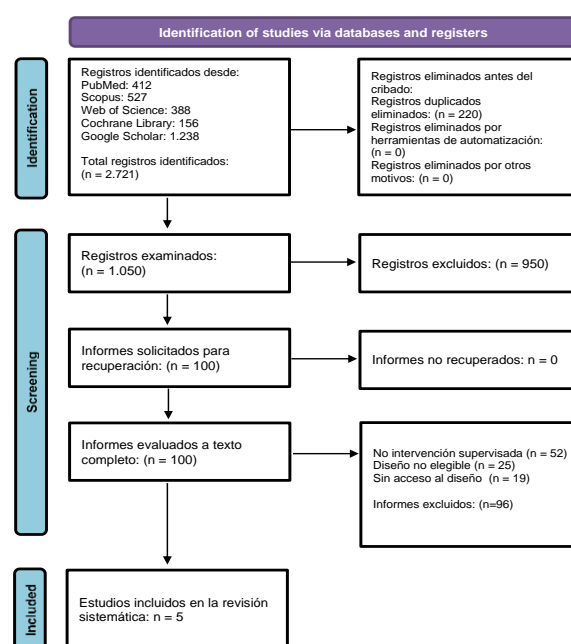 Identification of studies via databases and registers
Identification
Registros identificados desde:
PubMed: 412
Scopus: 527
Web of Science: 388
Cochrane Library: 156
Google Scholar: 1.238
Total registros identificados:
(n = 2.721)
Registros eliminados antes del
cribado:
Registros duplicados
eliminados: (n = 220)
Registros eliminados por
herramientas de automatización:
(n = 0)
Registros eliminados por otros
motivos: (n = 0)
Screening
Registros examinados:
(n = 1.050)
Registros excluidos: (n = 950)
Informes solicitados para
recuperación: (n = 100)
Informes no recuperados: n = 0
Informes evaluados a texto
completo: (n = 100)
No intervención supervisada (n = 52)
Diseño no elegible (n = 25)
Sin acceso al diseño (n = 19)
Informes excluidos: (n=96)
Included
Estudios incluidos en la revisión
sistemática: n = 5